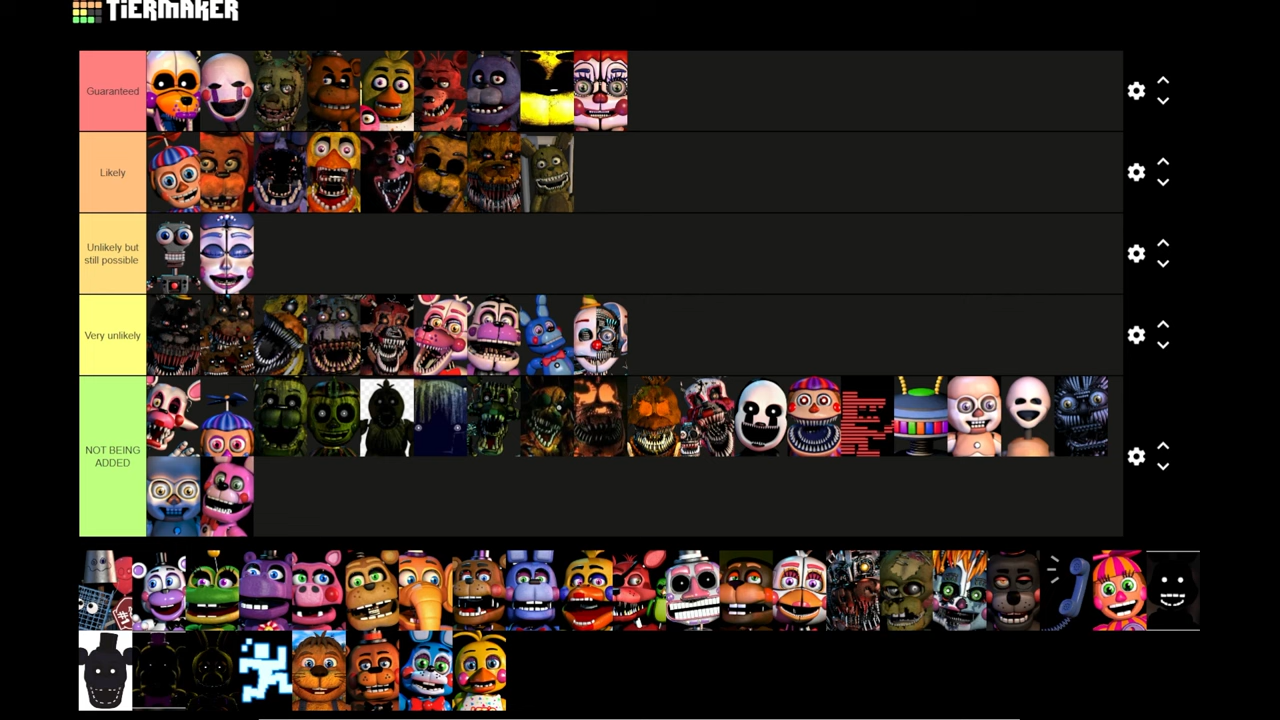 TIERMAKER
Guaranteed
Likely
Unlikely but
still possible
Very unlikely
NOT BEING
ADDED